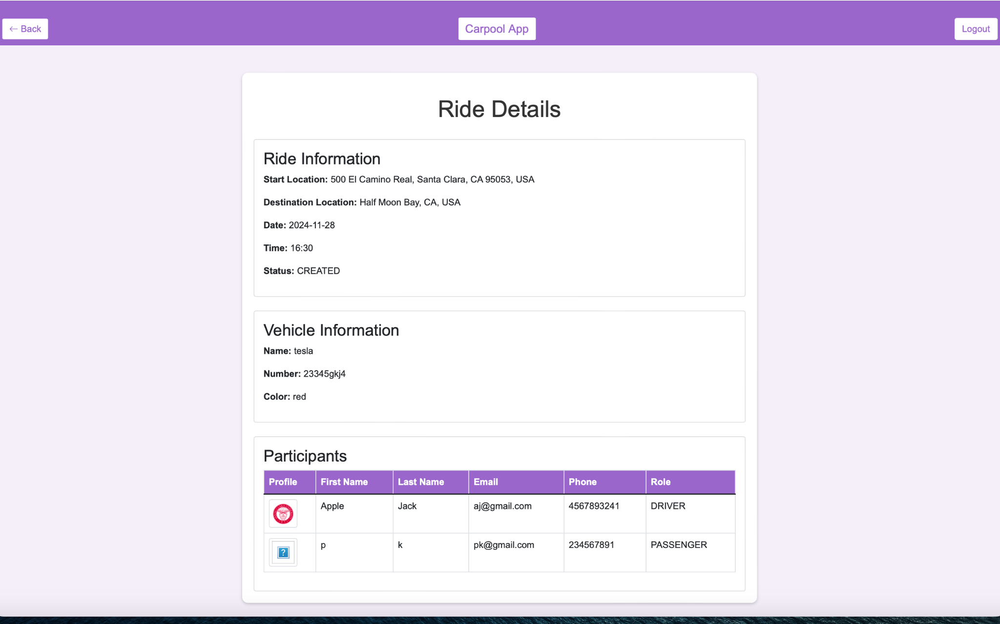 ← Back
Carpool App
Logout
Ride Details
Ride Information
Start Location: 500 El Camino Real, Santa Clara, CA 95053, USA
Destination Location: Half Moon Bay, CA, USA
Date: 2024-11-28
Time: 16:30
Status: CREATED
Vehicle Information
Name: tesla
Number: 23345gkj4
Color: red
Participants
Profile First Name Last Name Email Phone Role
Apple Jack aj@gmail.com 4567893241 DRIVER
? p k pk@gmail.com 234567891 PASSENGER